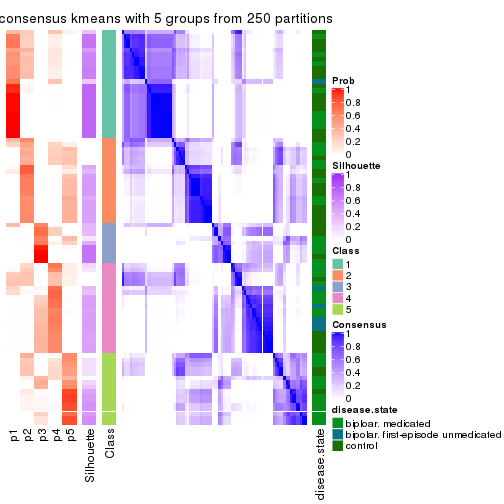 consensus kmeans with 5 groups from 250 partitions
Prob
1
0.8
0.6
0.4
0.2
0
Silhouette
1
0.8
0.6
0.4
0.2
0
Class
1
2
3
4
5
Consensus
1
0.8
0.6
0.4
0.2
0
disease.state
biploar. medicated
bipolar. first-episode unmedicated
control
p1
p2
p3
p4
p5
Silhouette
Class
disease.state